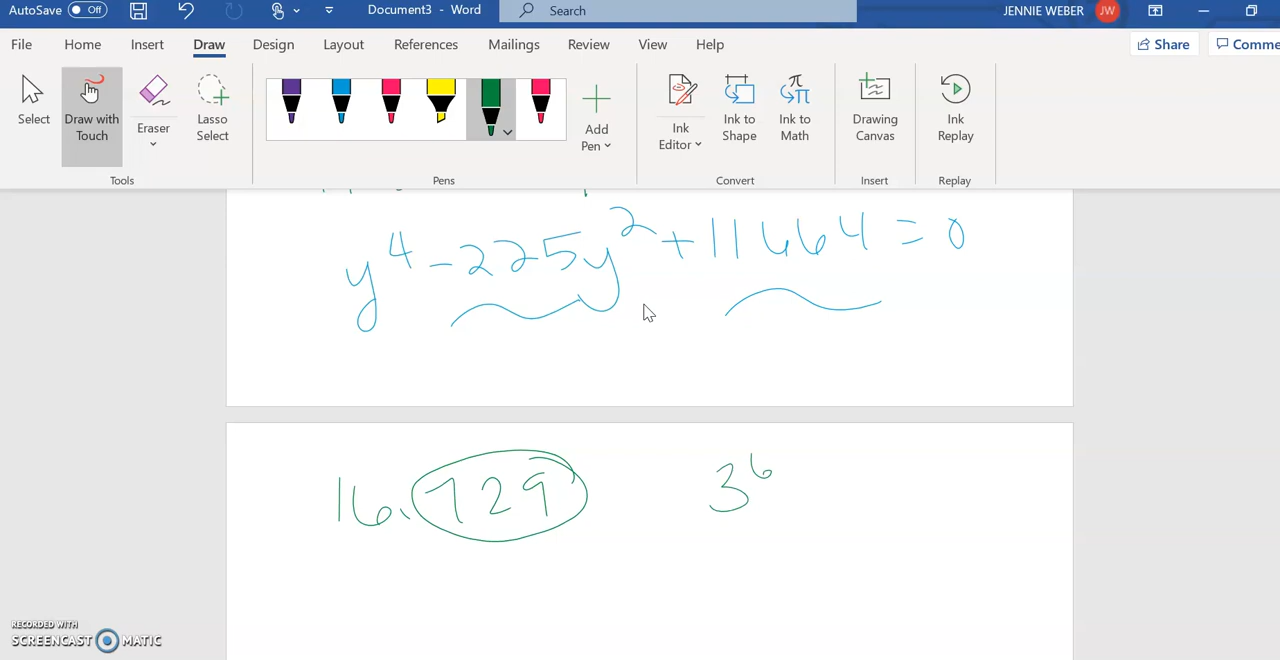 AutoSave Off Document3 - Word Search JENNIE WEBER JW
File Home Insert Draw Design Layout References Mailings Review View Help Share Comme
Select Draw with Touch Eraser Lasso Select Add Pen Ink Editor Ink to Shape Ink to Math Drawing Canvas Ink Replay
Tools Pens Convert Insert Replay
y⁴ - 225y² + 11664 = 0
16. 729 3⁶
RECORDED WITH
SCREENCAST MATIC